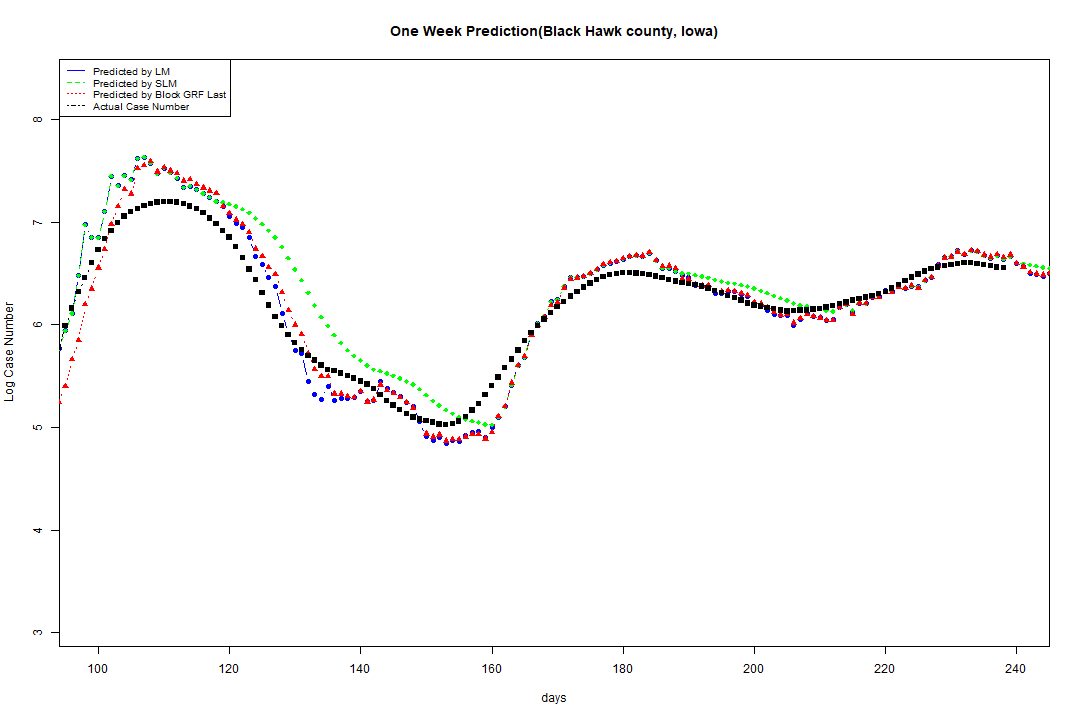 One Week Prediction(Black Hawk county, Iowa)
Predicted by LM
Predicted by SLM
Predicted by Block GRF Last
Actual Case Number
Log Case Number
8
7
6
5
4
3
100 120 140 160 180 200 220 240
days